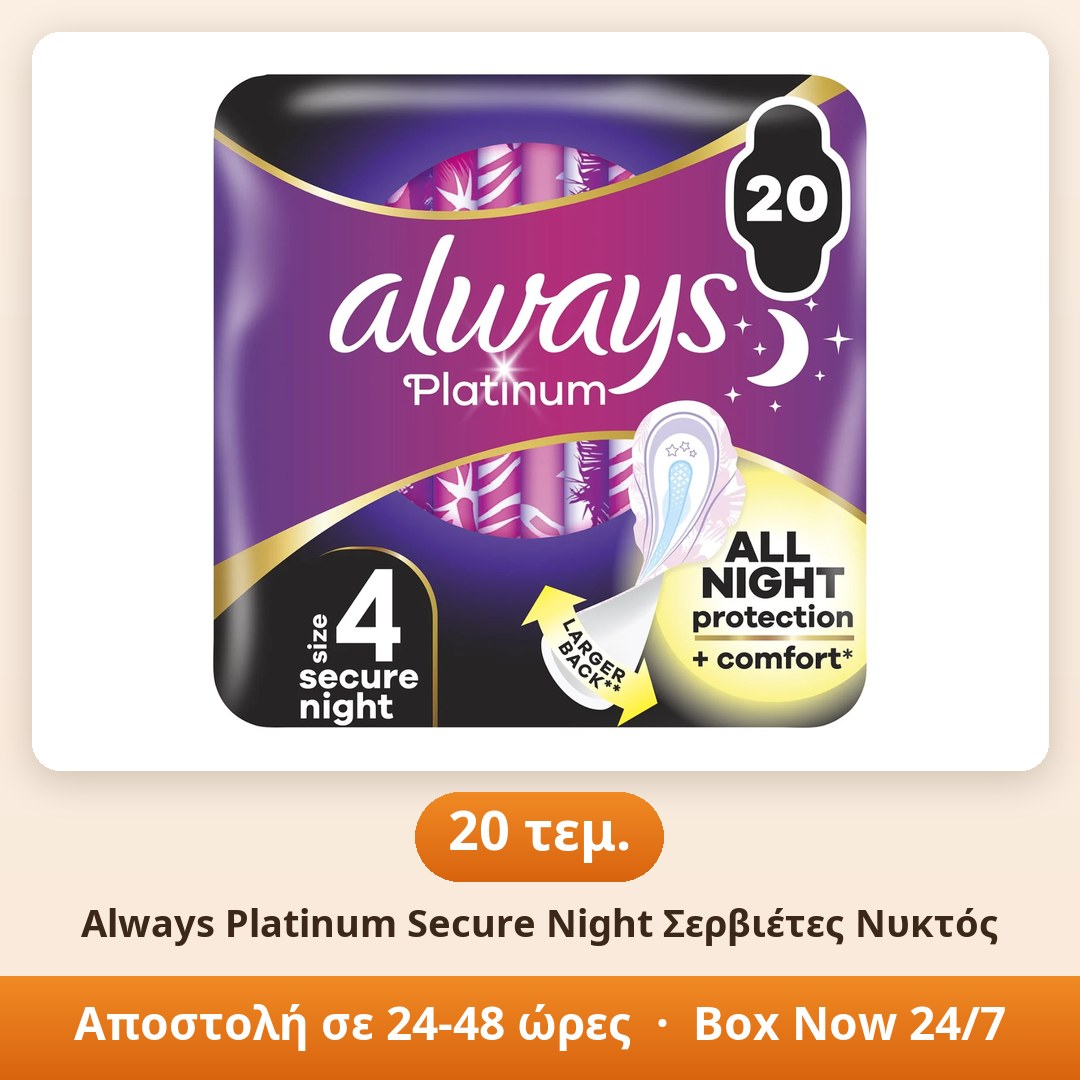 20
always
Platinum
ALL
NIGHT
protection
+ comfort*
LARGER
BACK**
size 4
secure
night
20 τεμ.
Always Platinum Secure Night Σερβιέτες Νυκτός
Αποστολή σε 24-48 ώρες · Box Now 24/7